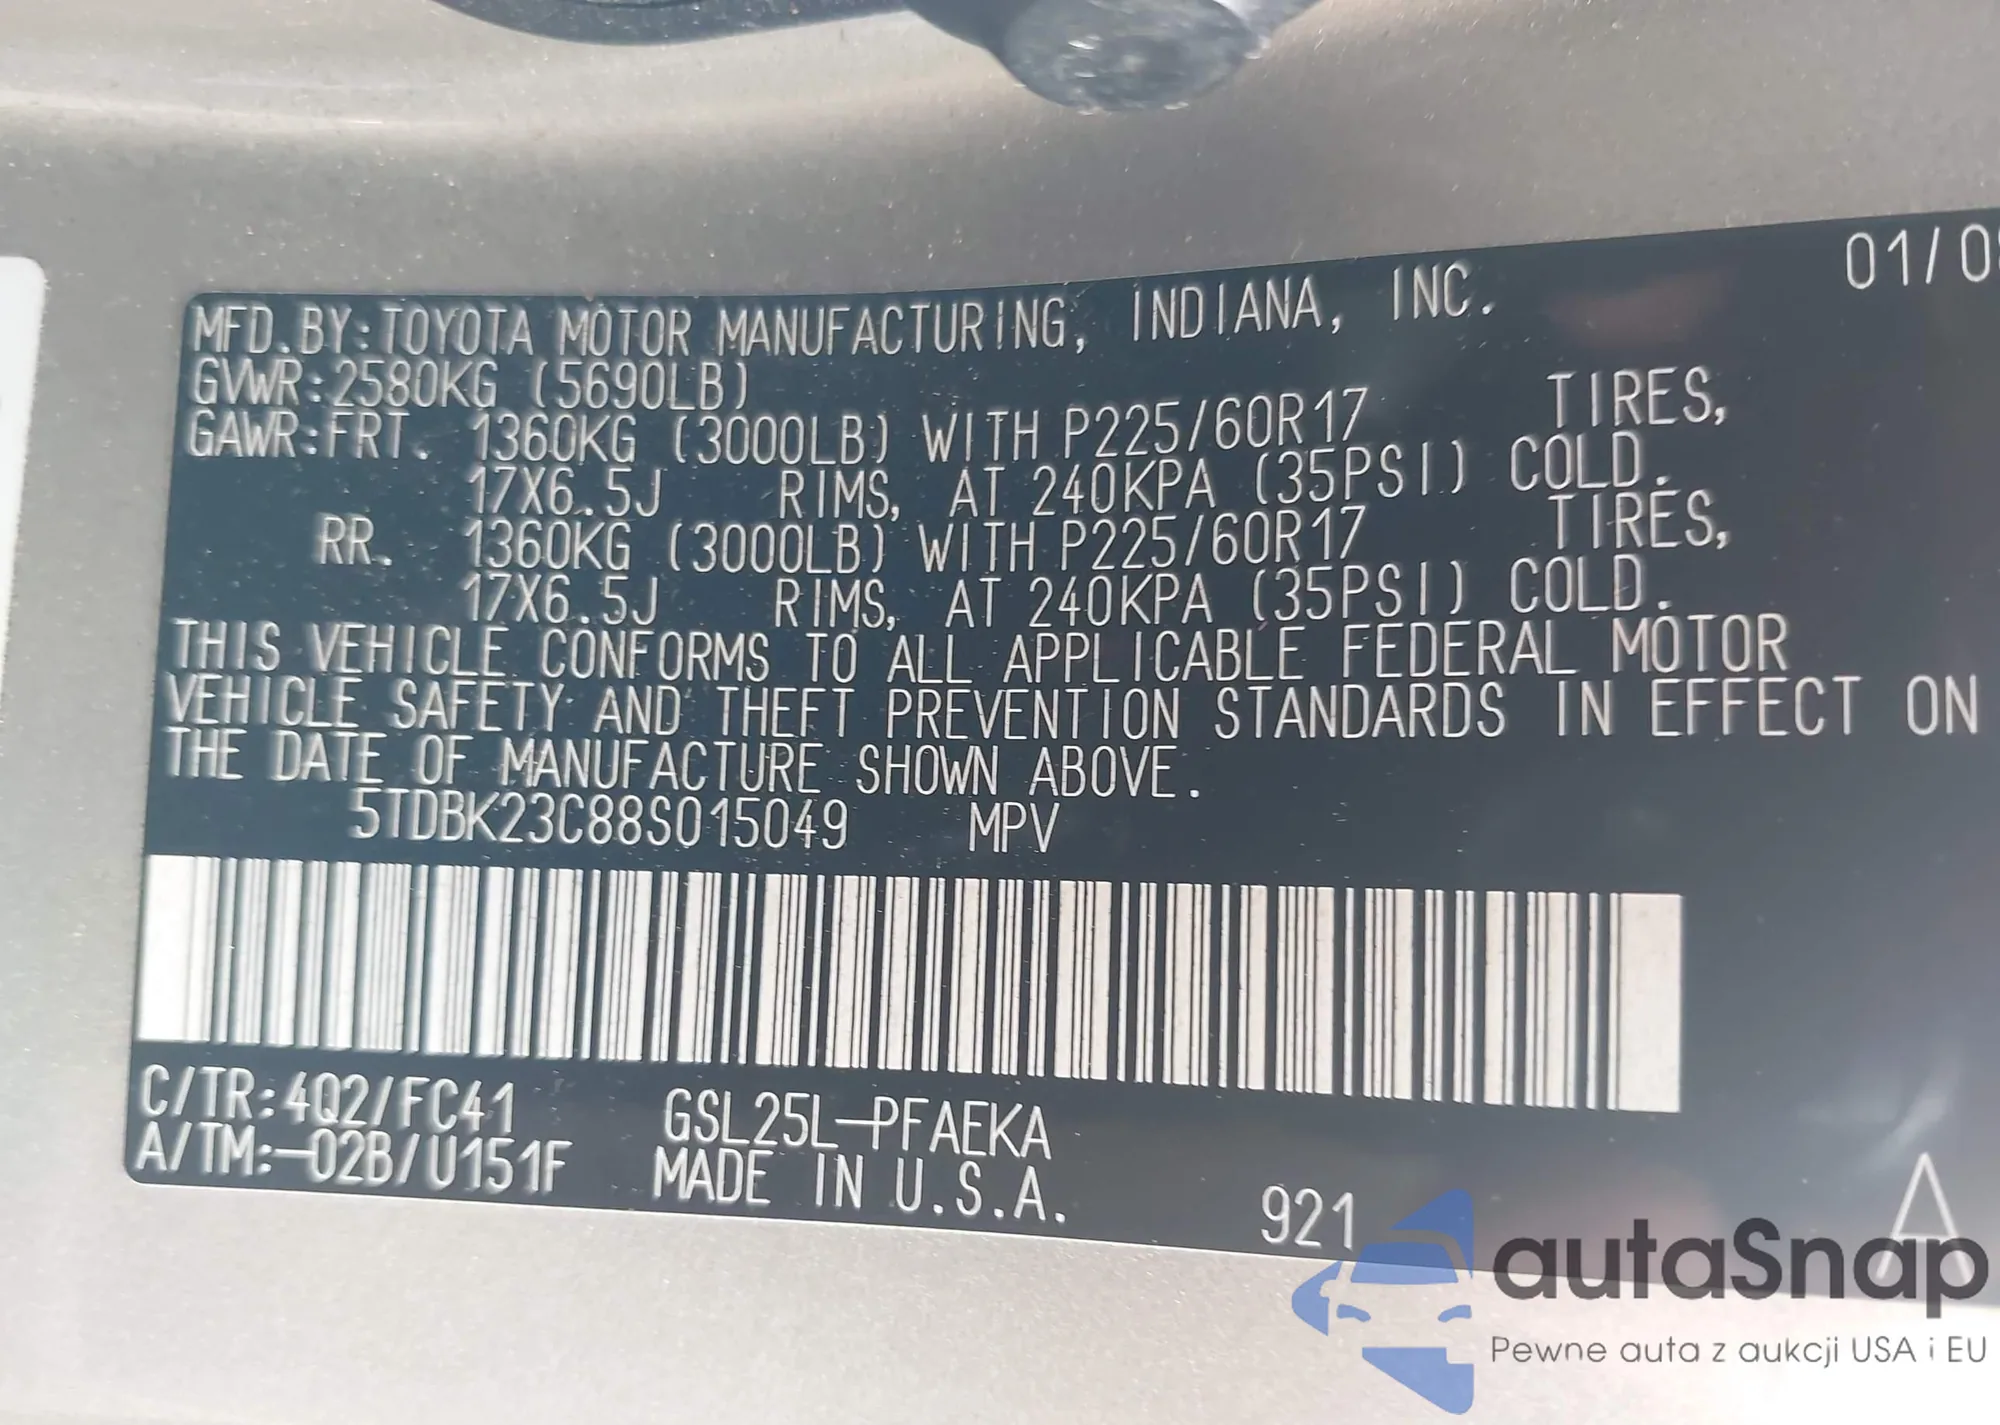 01/0
MFD.BY:TOYOTA MOTOR MANUFACTURING, INDIANA, INC.
GVWR:2580KG (5690LB)
GAWR:FRT. 1360KG (3000LB) WITH P225/60R17 TIRES,
17X6.5J RIMS, AT 240KPA (35PSI) COLD.
RR. 1360KG (3000LB) WITH P225/60R17 TIRES,
17X6.5J RIMS, AT 240KPA (35PSI) COLD.
THIS VEHICLE CONFORMS TO ALL APPLICABLE FEDERAL MOTOR
VEHICLE SAFETY AND THEFT PREVENTION STANDARDS IN EFFECT ON
THE DATE OF MANUFACTURE SHOWN ABOVE.
5TDBK23C88S015049 MPV
C/TR:4Q2/FC41 GSL25L-PFAEKA
A/TM:-02B/U151F MADE IN U.S.A.
921
A
autaSnap
Pewne auta z aukcji USA i EU